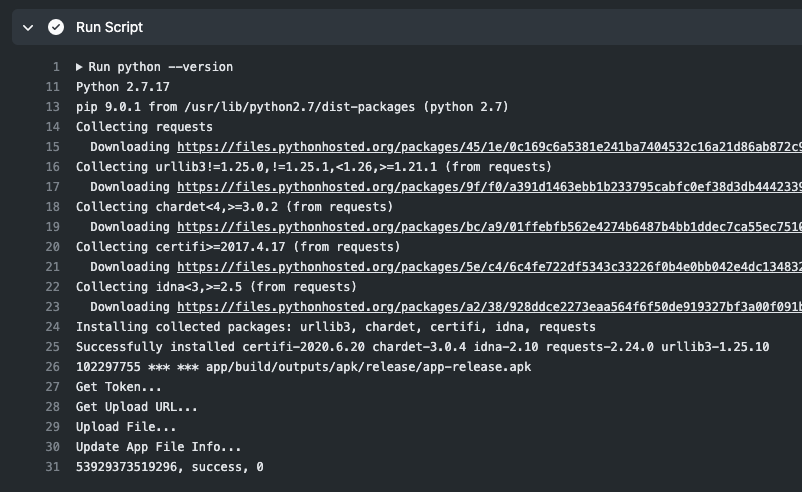 Run Script
1 ▶ Run python --version
11 Python 2.7.17
13 pip 9.0.1 from /usr/lib/python2.7/dist-packages (python 2.7)
14 Collecting requests
15 Downloading https://files.pythonhosted.org/packages/45/1e/0c169c6a5381e241ba7404532c16a21d86ab872c9
16 Collecting urllib3!=1.25.0,!=1.25.1,<1.26,>=1.21.1 (from requests)
17 Downloading https://files.pythonhosted.org/packages/9f/f0/a391d1463ebb1b233795cabfc0ef38d3db4442339
18 Collecting chardet<4,>=3.0.2 (from requests)
19 Downloading https://files.pythonhosted.org/packages/bc/a9/01ffebfb562e4274b6487b4bb1ddec7ca55ec7510
20 Collecting certifi>=2017.4.17 (from requests)
21 Downloading https://files.pythonhosted.org/packages/5e/c4/6c4fe722df5343c33226f0b4e0bb042e4dc13483
22 Collecting idna<3,>=2.5 (from requests)
23 Downloading https://files.pythonhosted.org/packages/a2/38/928ddce2273eaa564f6f50de919327bf3a00f091b
24 Installing collected packages: urllib3, chardet, certifi, idna, requests
25 Successfully installed certifi-2020.6.20 chardet-3.0.4 idna-2.10 requests-2.24.0 urllib3-1.25.10
26 102297755 *** *** app/build/outputs/apk/release/app-release.apk
27 Get Token...
28 Get Upload URL...
29 Upload File...
30 Update App File Info...
31 53929373519296, success, 0